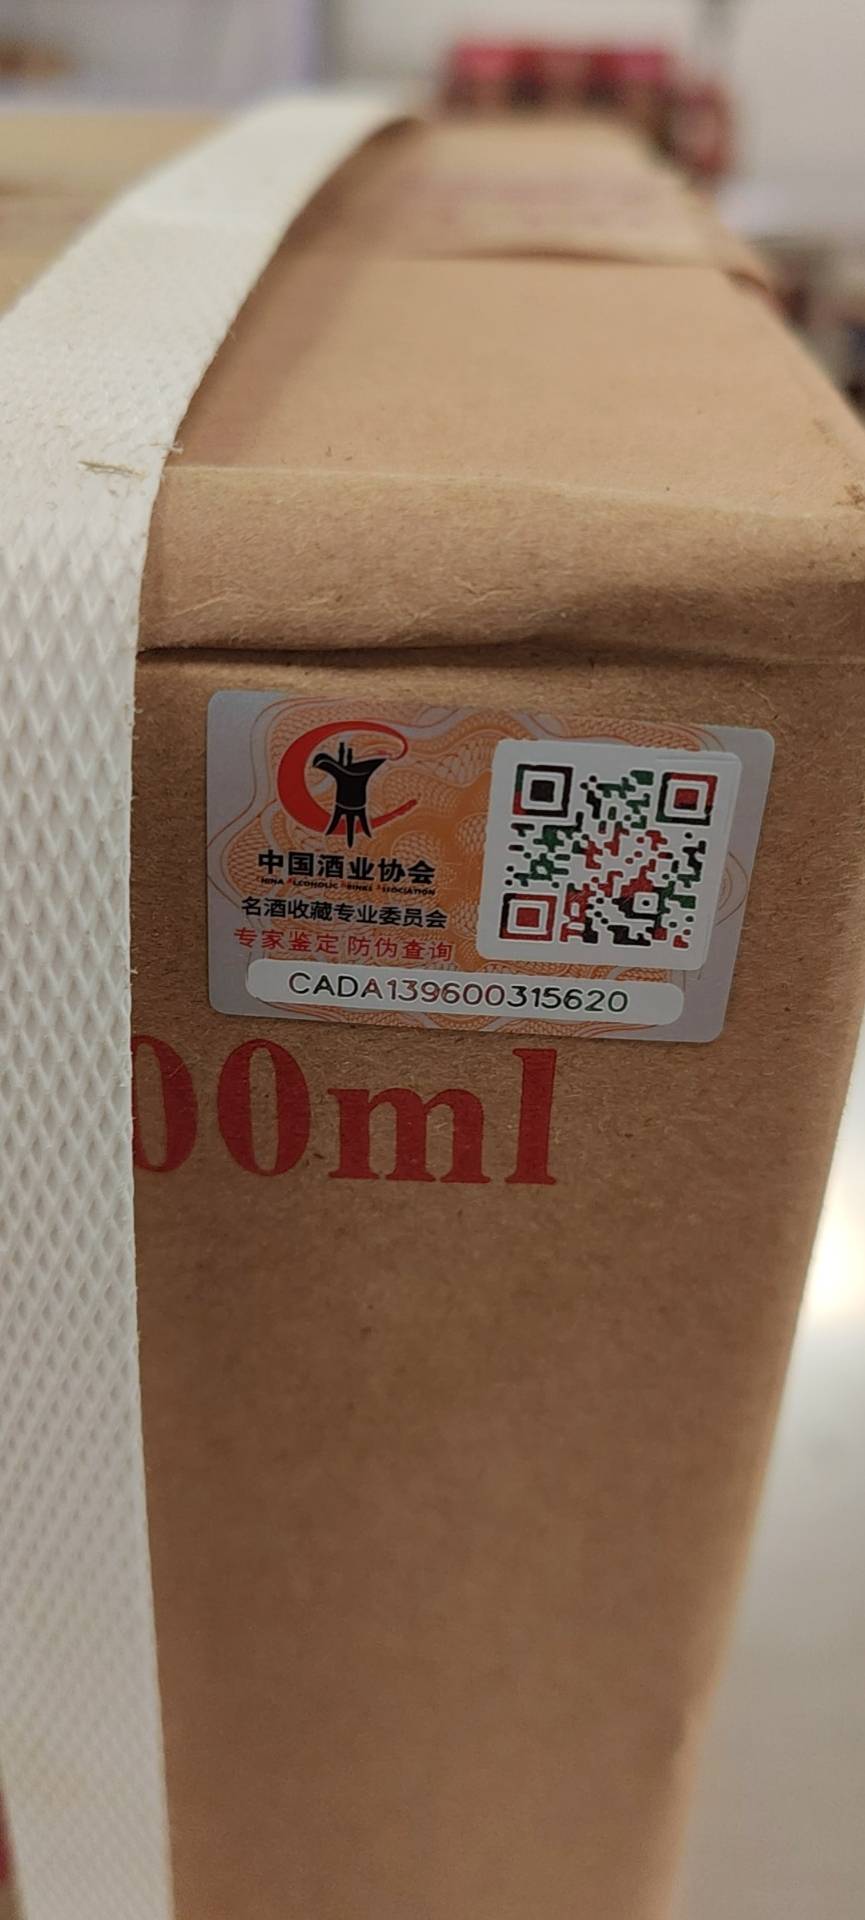 中国酒业协会
名酒收藏专业委员会
专家鉴定 防伪查询
CADA139600315620
00ml